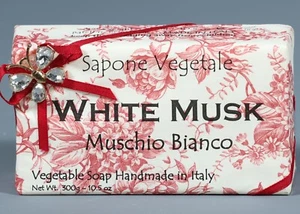 Sapone Vegetale
WHITE MUSK
Muschio Bianco
Vegetable Soap Handmade in Italy
Net Wt. 300g - 10.5 oz